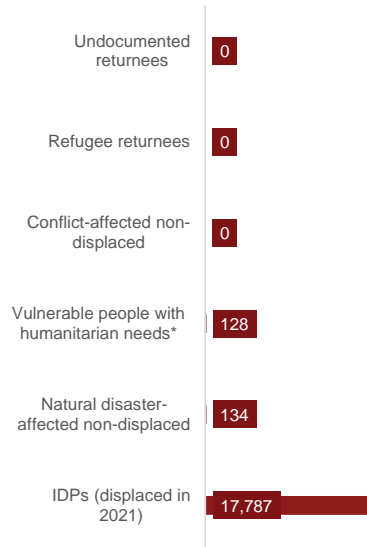 Undocumented
returnees
0
Refugee returnees
0
Conflict-affected non-
displaced
0
Vulnerable people with
humanitarian needs*
128
Natural disaster-
affected non-displaced
134
IDPs (displaced in
2021)
17,787